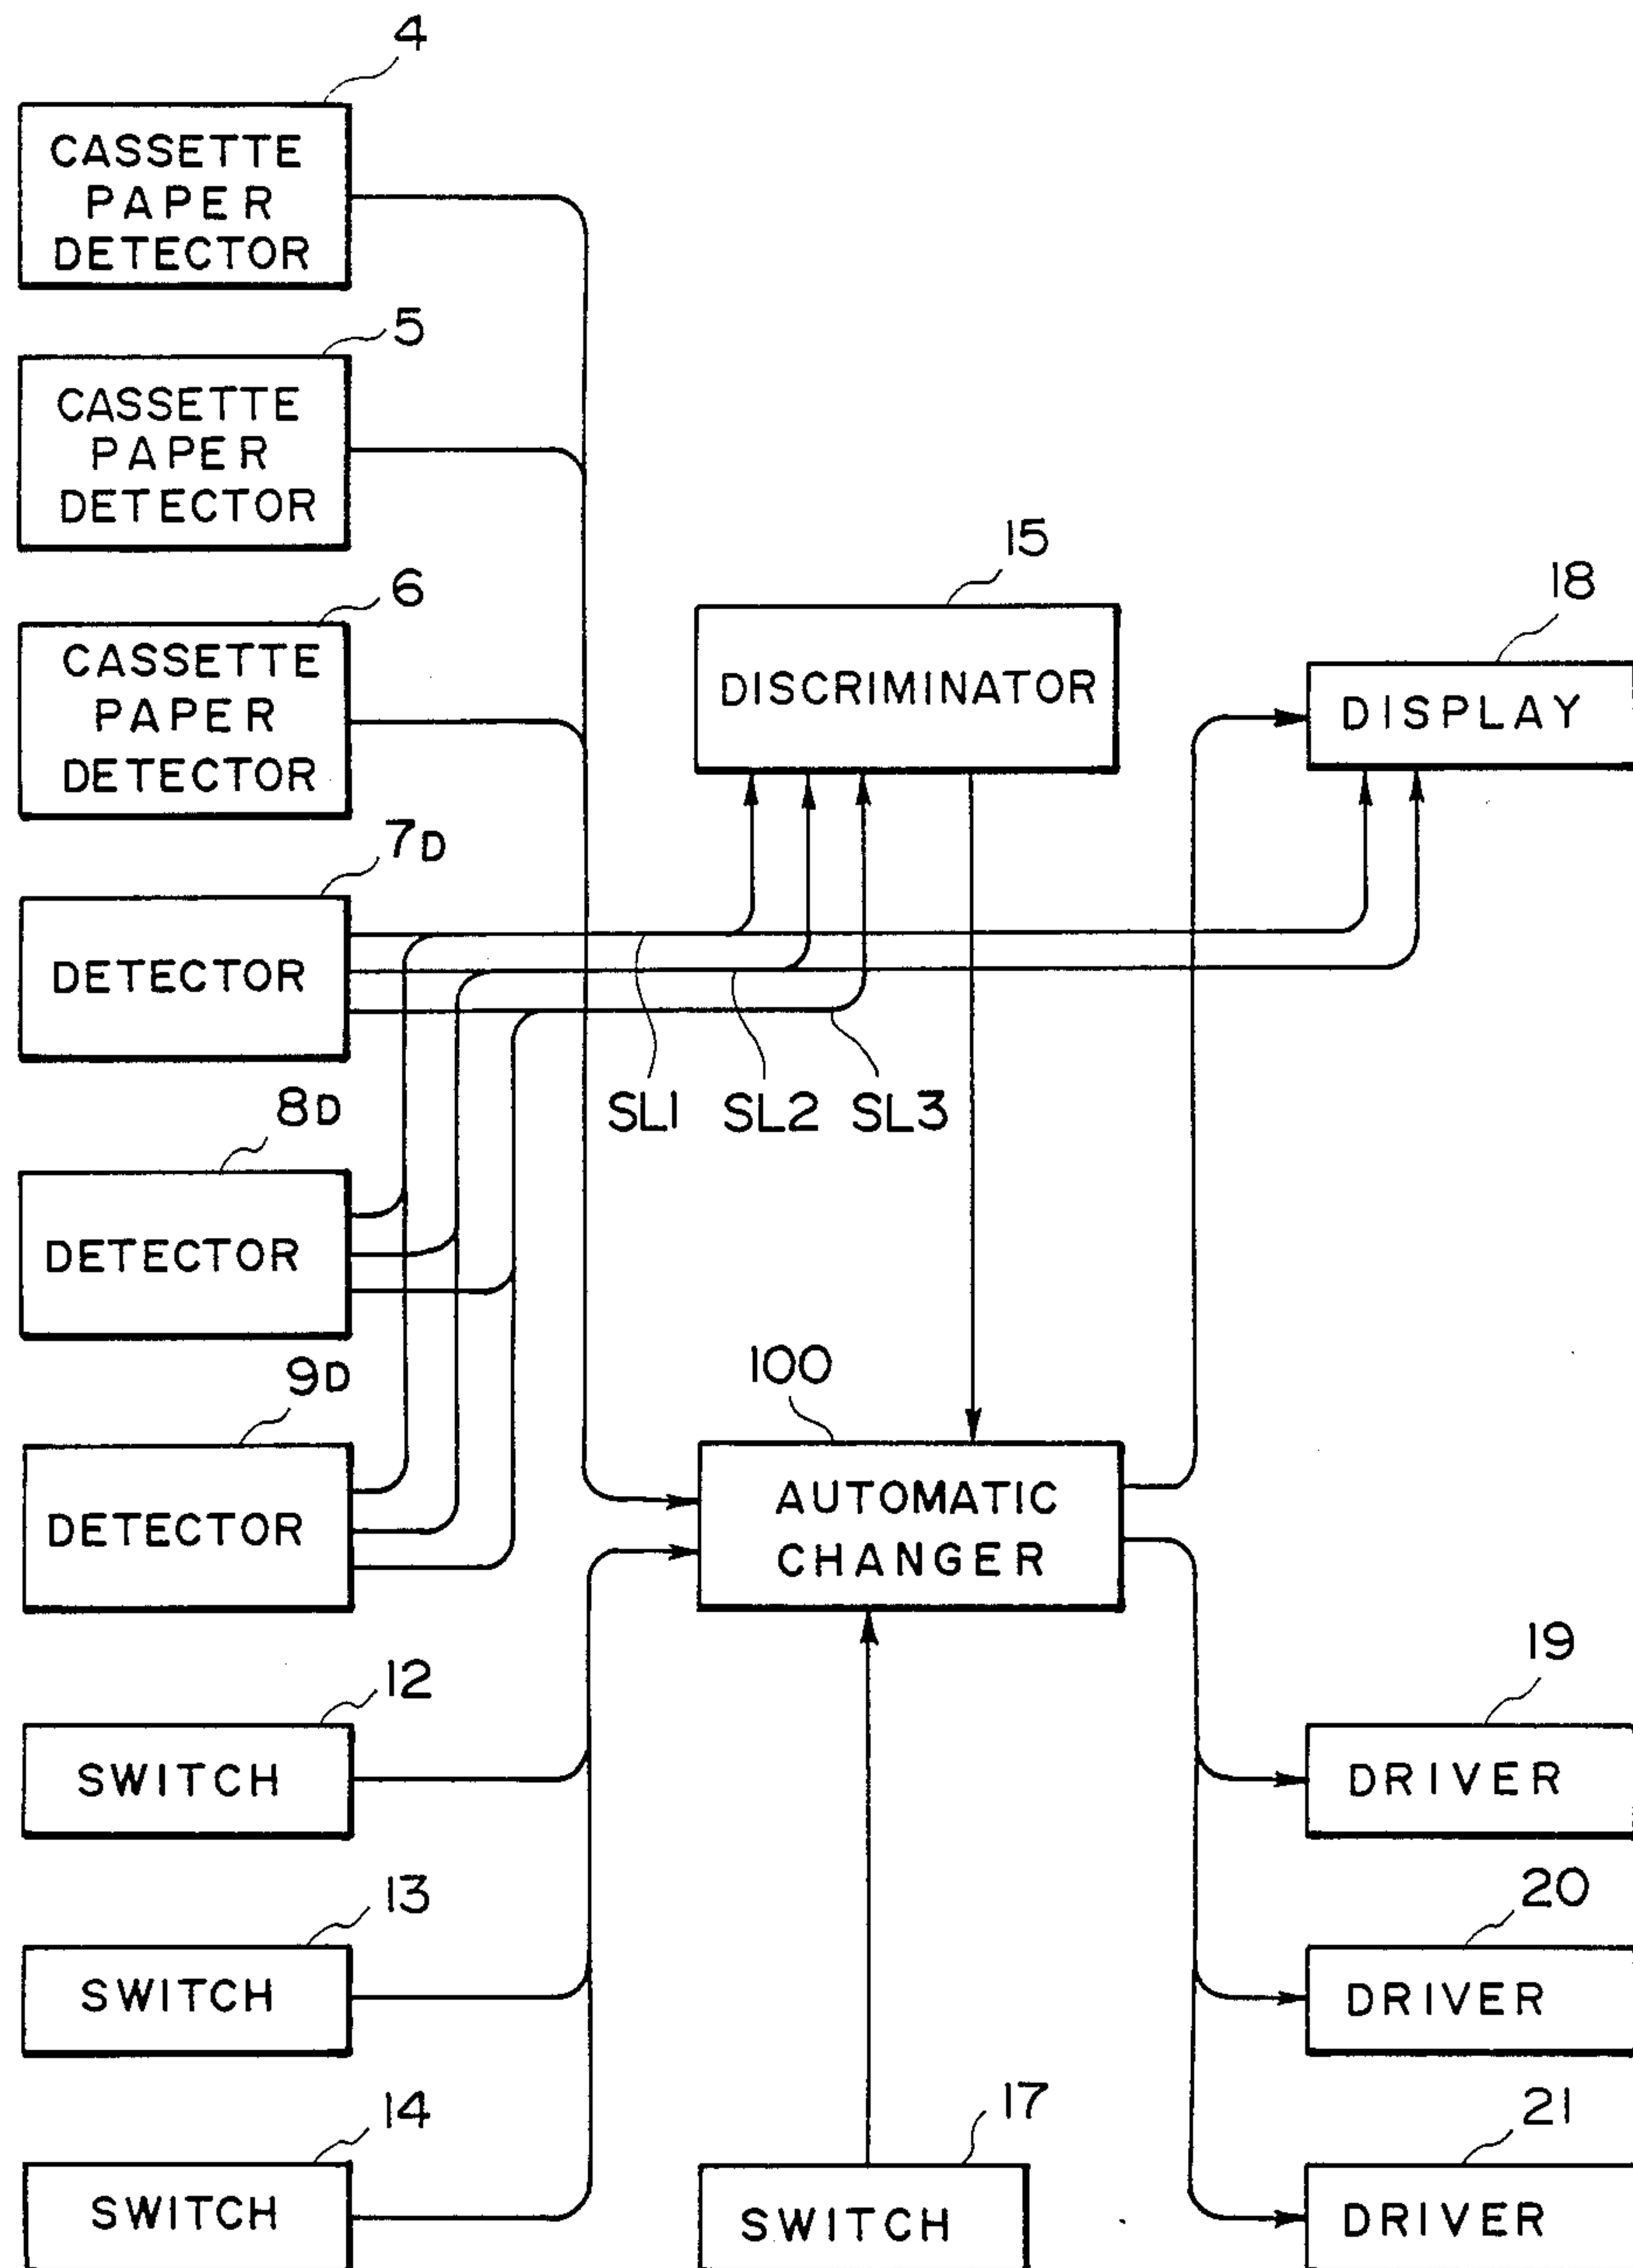 4
CASSETTE
PAPER
DETECTOR
5
CASSETTE
PAPER
DETECTOR
6
CASSETTE
PAPER
DETECTOR
15
DISCRIMINATOR
18
DISPLAY
7D
DETECTOR
SL1 SL2 SL3
8D
DETECTOR
9D
DETECTOR
100
AUTOMATIC
CHANGER
12
SWITCH
13
SWITCH
14
SWITCH
17
SWITCH
19
DRIVER
20
DRIVER
21
DRIVER